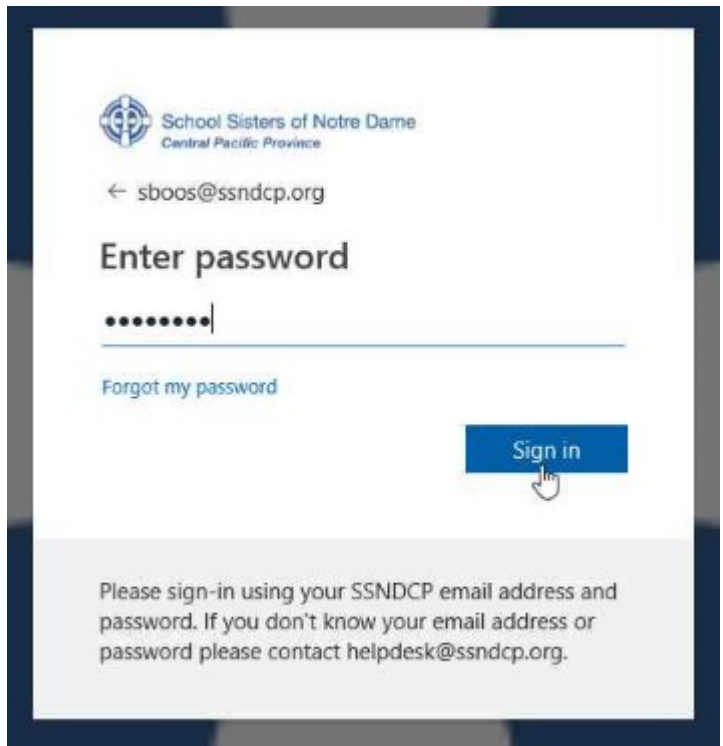 School Sisters of Notre Dame
Central Pacific Province
← sboos@ssndcp.org
Enter password
••••••••
Forgot my password
Sign in
Please sign-in using your SSNDCP email address and
password. If you don't know your email address or
password please contact helpdesk@ssndcp.org.